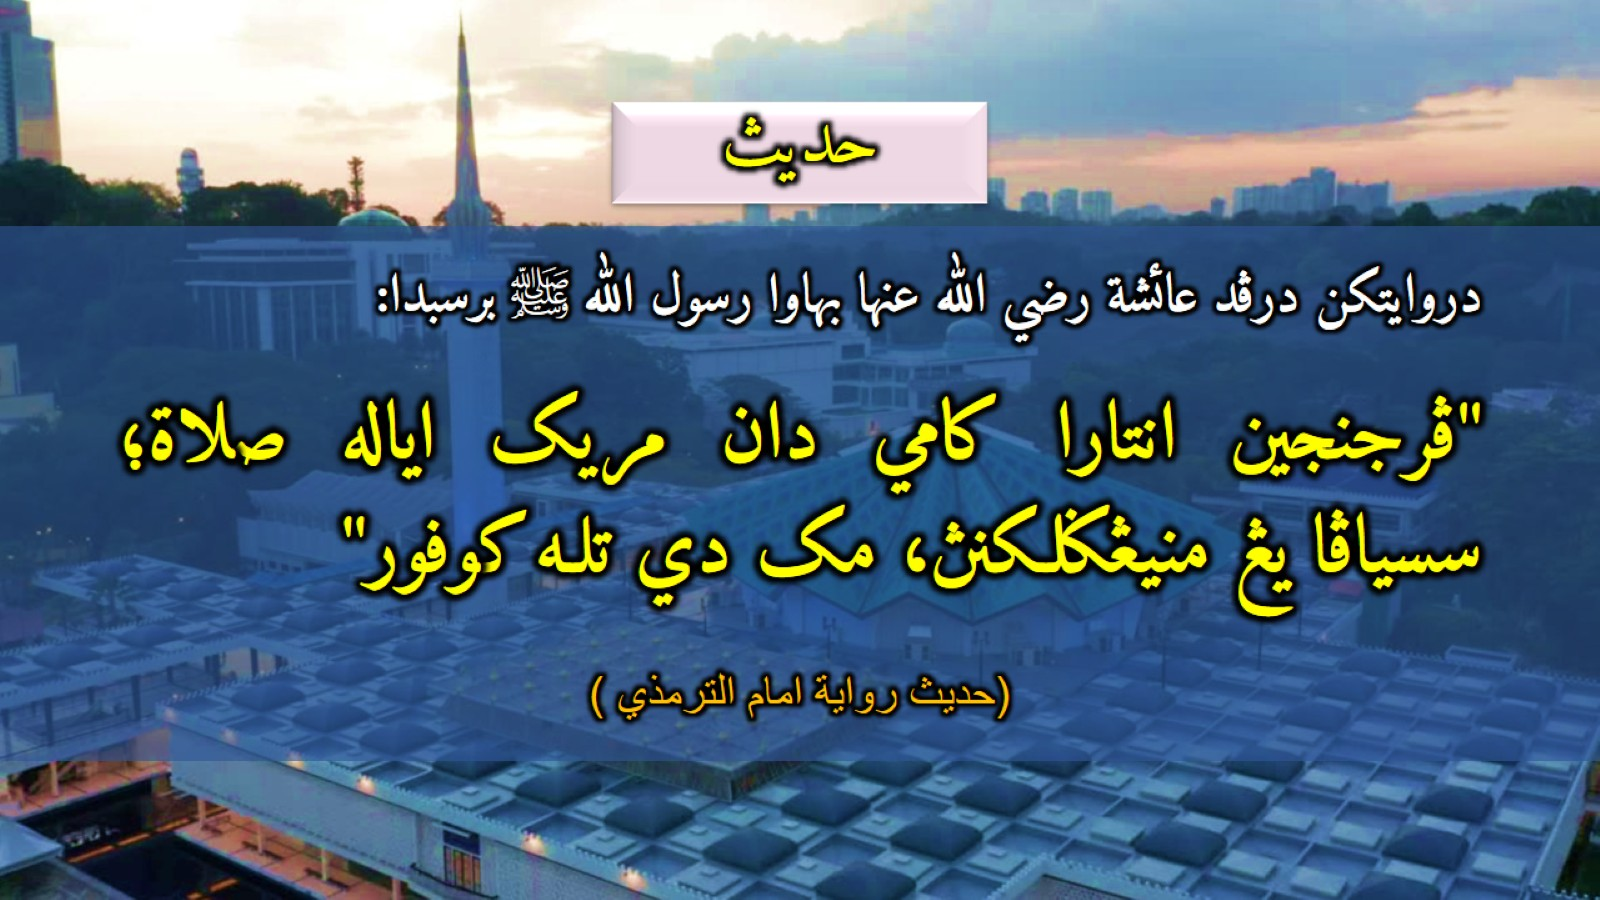 حديث
دروايتكن درڤد عائشة رضي الله عنها بهاوا رسول الله ﷺ برسبدا:
"ڤرجنجين انتارا كامي دان مريک اياله صلاة؛
سسياڤا يڠ منيڠݢلکنڽ، مک دي تله كوفور"
(حديث رواية امام الترمذي )